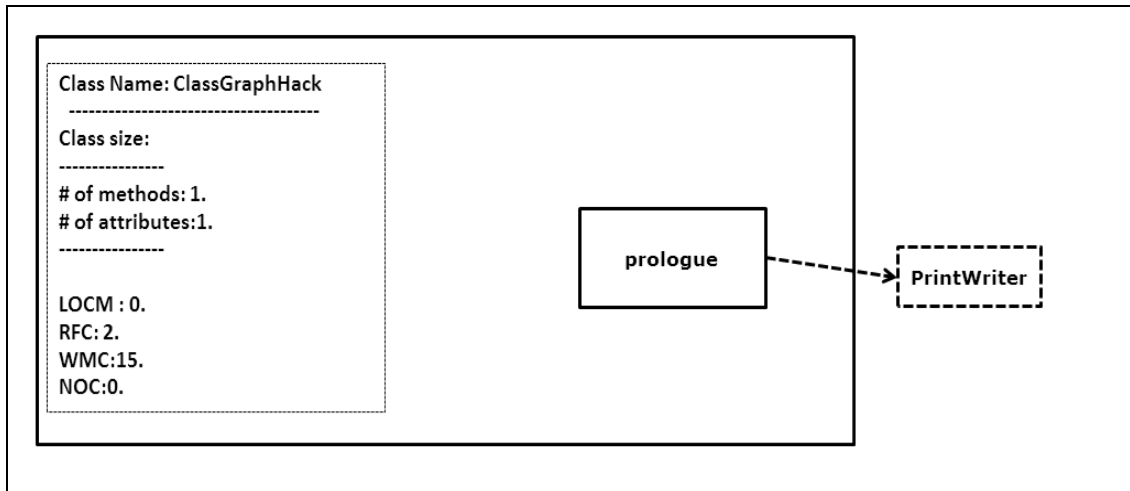 Class Name: ClassGraphHack
--------------------------------------
Class size:
----------------
# of methods: 1.
# of attributes:1.
----------------
LOCM : 0.
RFC: 2.
WMC:15.
NOC:0.
prologue
PrintWriter